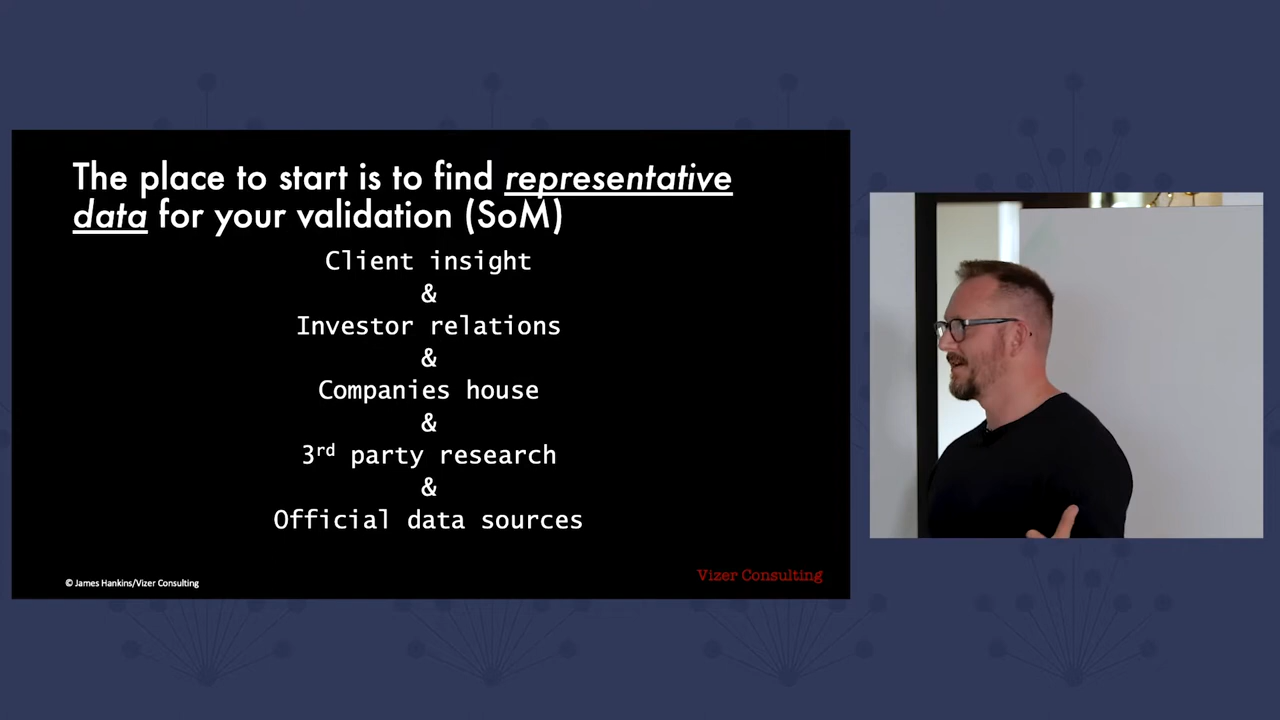 The place to start is to find representative
data for your validation (SoM)
Client insight
&
Investor relations
&
Companies house
&
3rd party research
&
Official data sources
© James Hankins/Vizer Consulting
Vizer Consulting